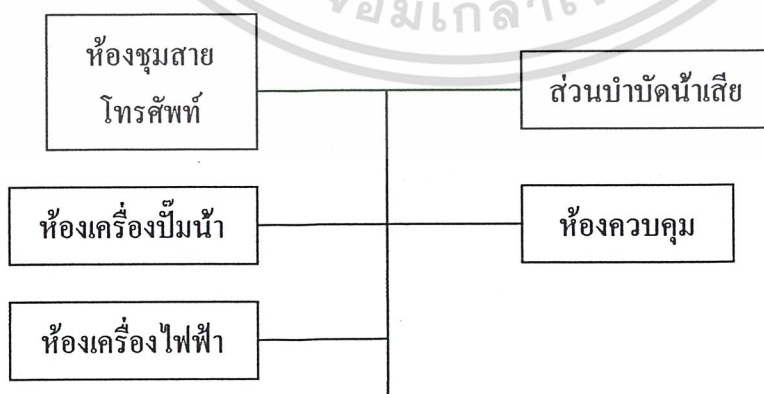 ห้องชุมสาย
โทรศัพท์
ส่วนบำบัดน้ำเสีย
ห้องเครื่องปั๊มน้ำ
ห้องควบคุม
ห้องเครื่องไฟฟ้า